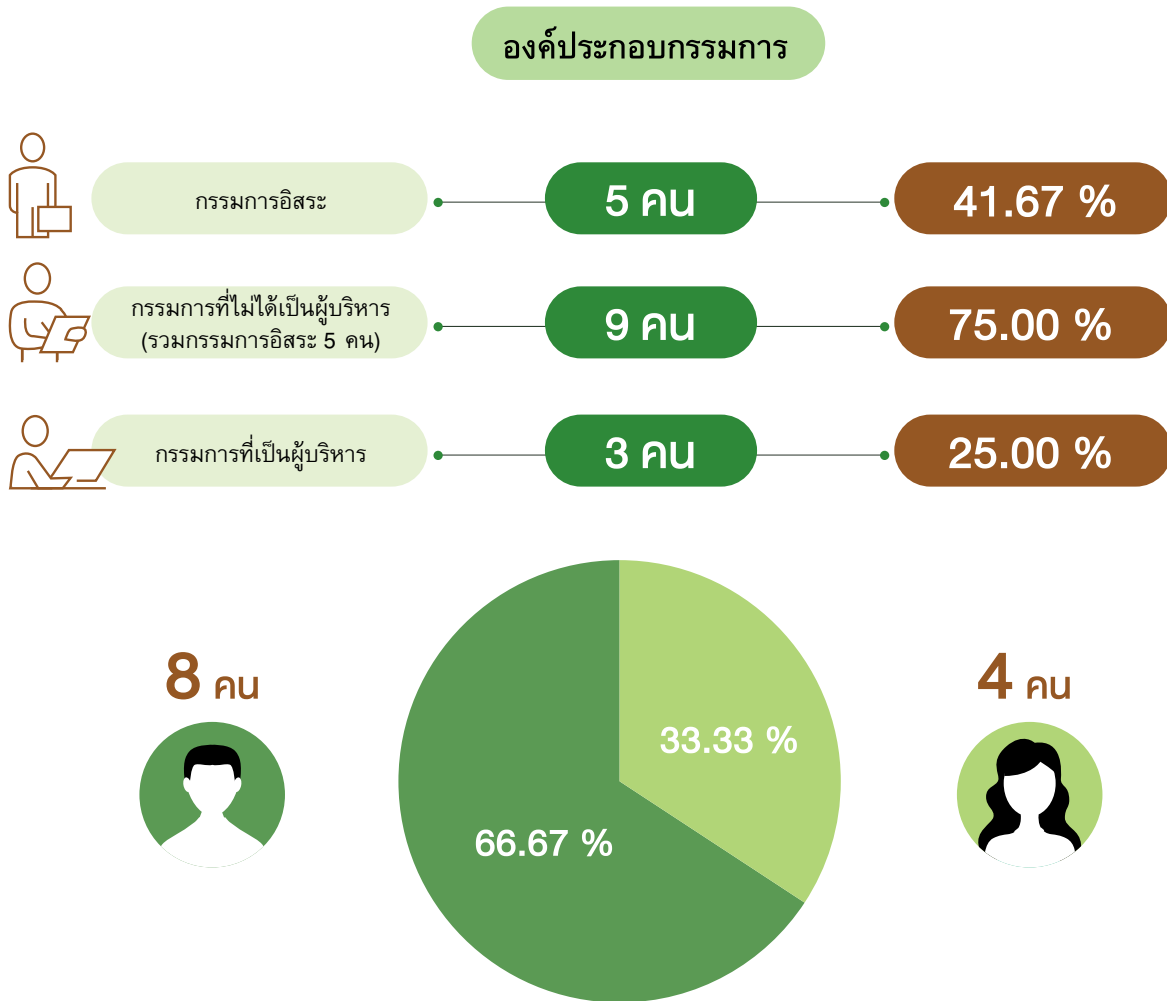 องค์ประกอบกรรมการ
กรรมการอิสระ
5 คน
41.67 %
กรรมการที่ไม่ได้เป็นผู้บริหาร
(รวมกรรมการอิสระ 5 คน)
9 คน
75.00 %
กรรมการที่เป็นผู้บริหาร
3 คน
25.00 %
8 คน
4 คน
33.33 %
66.67 %